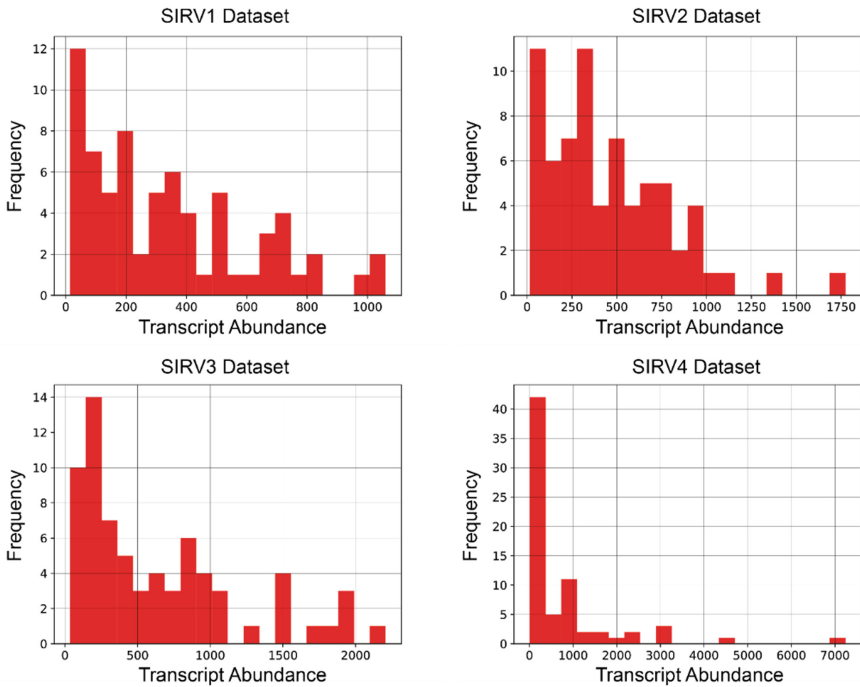 SIRV1 Dataset
12
10
8
6
4
2
0
Frequency
0 200 400 600 800 1000
Transcript Abundance
SIRV2 Dataset
10
8
6
4
2
0
Frequency
0 250 500 750 1000 1250 1500 1750
Transcript Abundance
SIRV3 Dataset
14
12
10
8
6
4
2
0
Frequency
0 500 1000 1500 2000
Transcript Abundance
SIRV4 Dataset
40
35
30
25
20
15
10
5
0
Frequency
0 1000 2000 3000 4000 5000 6000 7000
Transcript Abundance